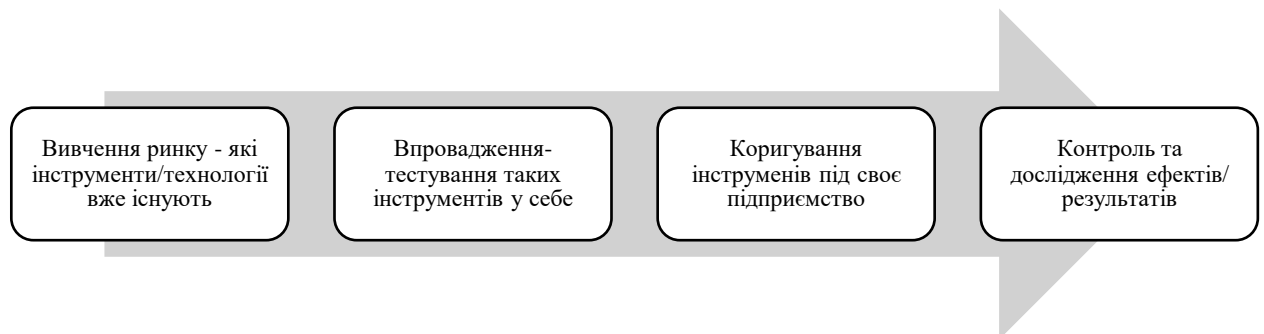 Вивчення ринку - які
інструменти/технології
вже існують
Впровадження-
тестування таких
інструментів у себе
Коригування
інструменів під своє
підприємство
Контроль та
дослідження ефектів/
результатів